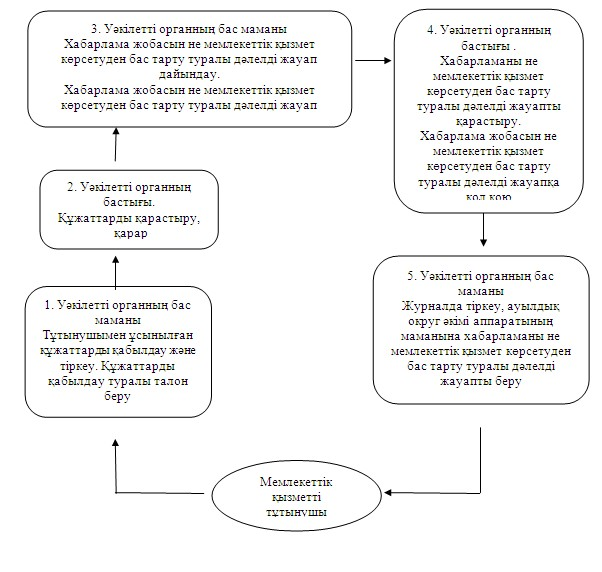 3. Уәкілетті органның бас маманы
Хабарлама жобасын не мемлекеттік қызмет
көрсетуден бас тарту туралы дәлелді жауап
дайындау.
Хабарлама жобасын не мемлекеттік қызмет
көрсетуден бас тарту туралы дәлелді жауап
4. Уәкілетті органның
бастығы .
Хабарламаны не
мемлекеттік қызмет
көрсетуден бас тарту
туралы дәлелді жауапты
қарастыру.
Хабарлама жобасын не
мемлекеттік қызмет
көрсетуден бас тарту
туралы дәлелді жауапқа
қол қою
2. Уәкілетті органның
бастығы.
Құжаттарды қарастыру,
қарар
1. Уәкілетті органның бас
маманы
Тұтынушымен ұсынылған
құжаттарды қабылдау және
тіркеу. Құжаттарды
қабылдау туралы талон
беру
5. Уәкілетті органның бас
маманы
Журналда тіркеу, ауылдық
округ әкімі аппаратының
маманына хабарламаны не
мемлекеттік қызмет көрсетуден
бас тарту туралы дәлелді
жауапты беру
Мемлекеттік
қызметті
тұтынушы